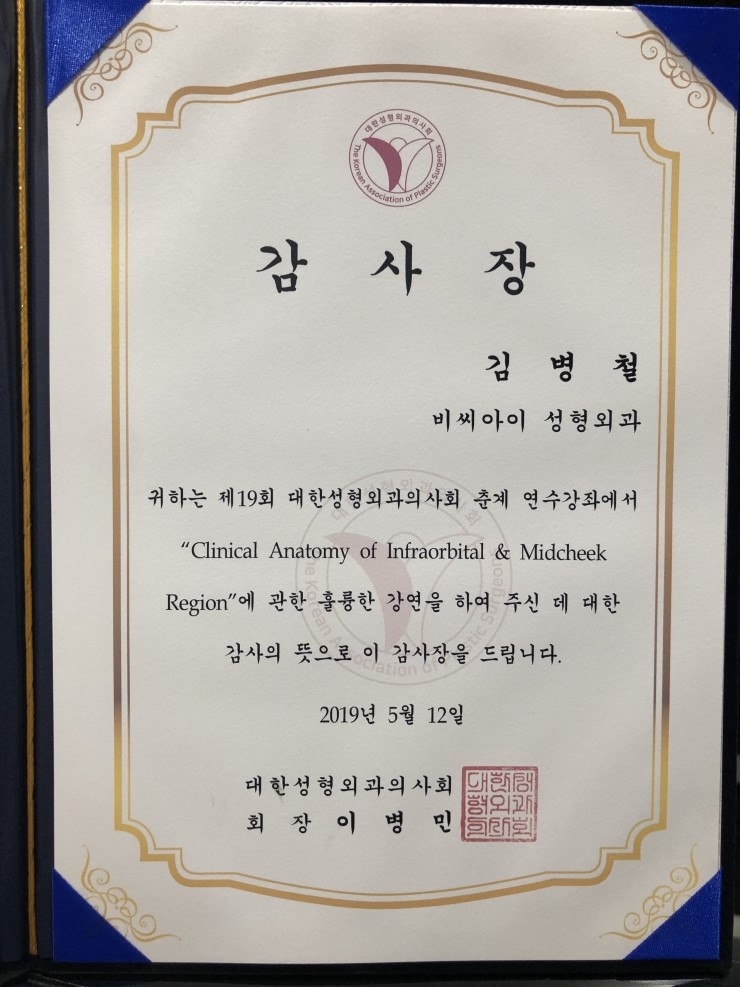 대한성형외과의사회
The Korean Association of Plastic Surgeons
감 사 장
김 병 철
비씨아이 성형외과
귀하는 제19회 대한성형외과의사회 춘계 연수강좌에서
“Clinical Anatomy of Infraorbital & Midcheek
Region”에 관한 훌륭한 강연을 하여 주신 데 대한
감사의 뜻으로 이 감사장을 드립니다.
2019년 5월 12일
대한성형외과의사회
회 장 이 병 민